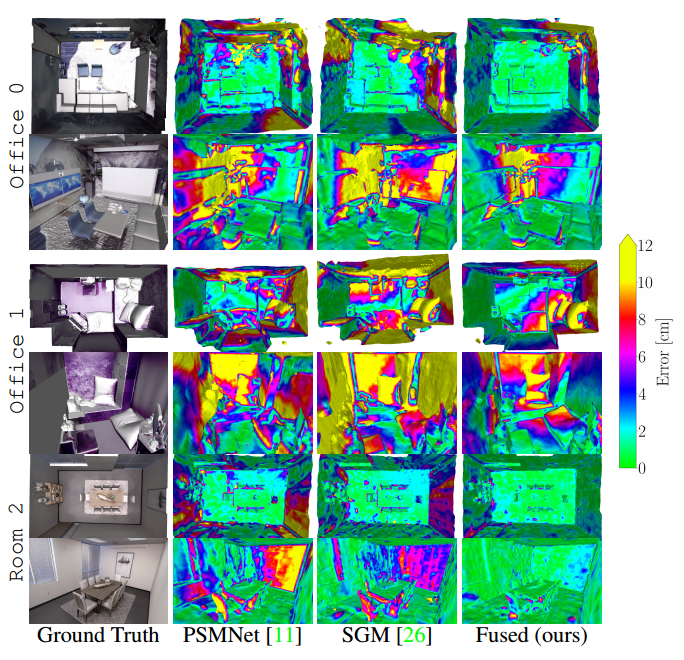 Office 0
12
10
Office 1
8
6
Error [cm]
4
2
0
Room 2
Ground Truth PSMNet [11] SGM [26] Fused (ours)